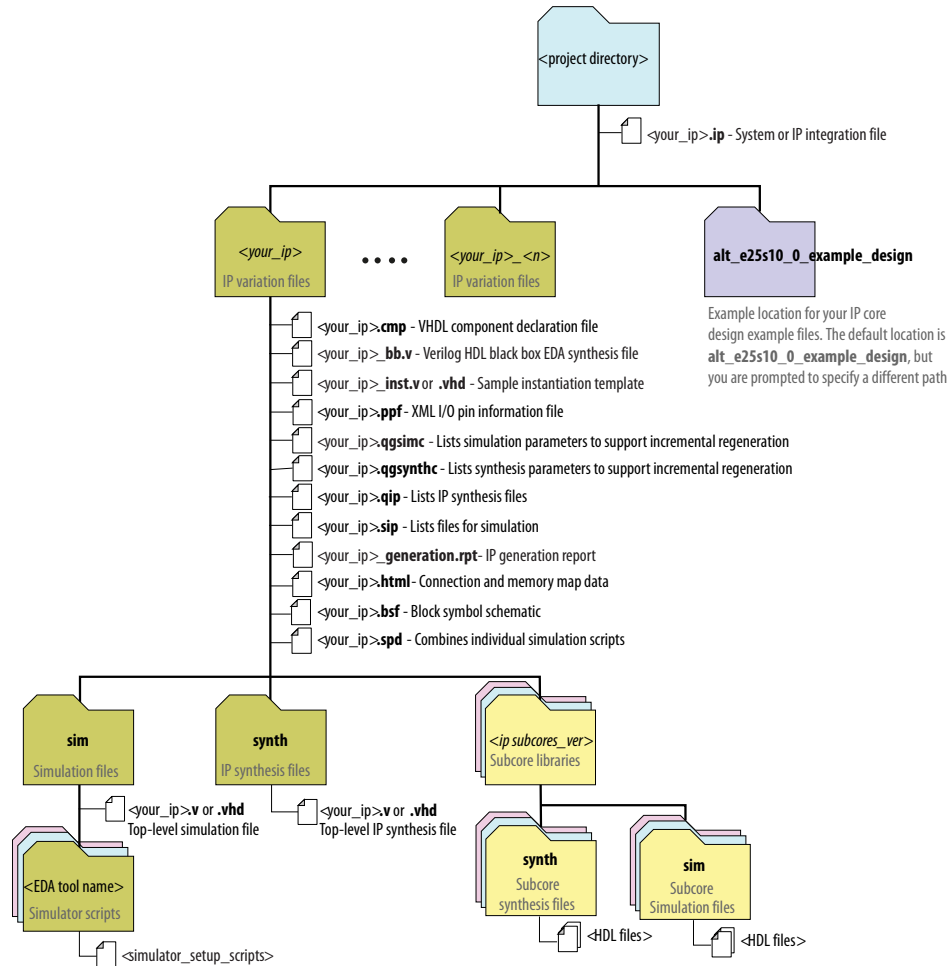 <project directory>
<your_ip>.ip - System or IP integration file
<your_ip>
IP variation files
<your_ip>_<n>
IP variation files
alt_e25s10_0_example_design
Example location for your IP core
design example files. The default location is
alt_e25s10_0_example_design, but
you are prompted to specify a different path
<your_ip>.cmp - VHDL component declaration file
<your_ip>_bb.v - Verilog HDL black box EDA synthesis file
<your_ip>_inst.v or .vhd - Sample instantiation template
<your_ip>.ppf - XML I/O pin information file
<your_ip>.qgsimc - Lists simulation parameters to support incremental regeneration
<your_ip>.qgsynthc - Lists synthesis parameters to support incremental regeneration
<your_ip>.qip - Lists IP synthesis files
<your_ip>.sip - Lists files for simulation
<your_ip>_generation.rpt- IP generation report
<your_ip>.html- Connection and memory map data
<your_ip>.bsf - Block symbol schematic
<your_ip>.spd - Combines individual simulation scripts
sim
Simulation files
synth
IP synthesis files
<ip subcores_ver>
Subcore libraries
<your_ip>.v or .vhd
Top-level simulation file
<your_ip>.v or .vhd
Top-level IP synthesis file
<EDA tool name>
Simulator scripts
synth
Subcore
synthesis files
sim
Subcore
Simulation files
<HDL files>
<HDL files>
<simulator_setup_scripts>